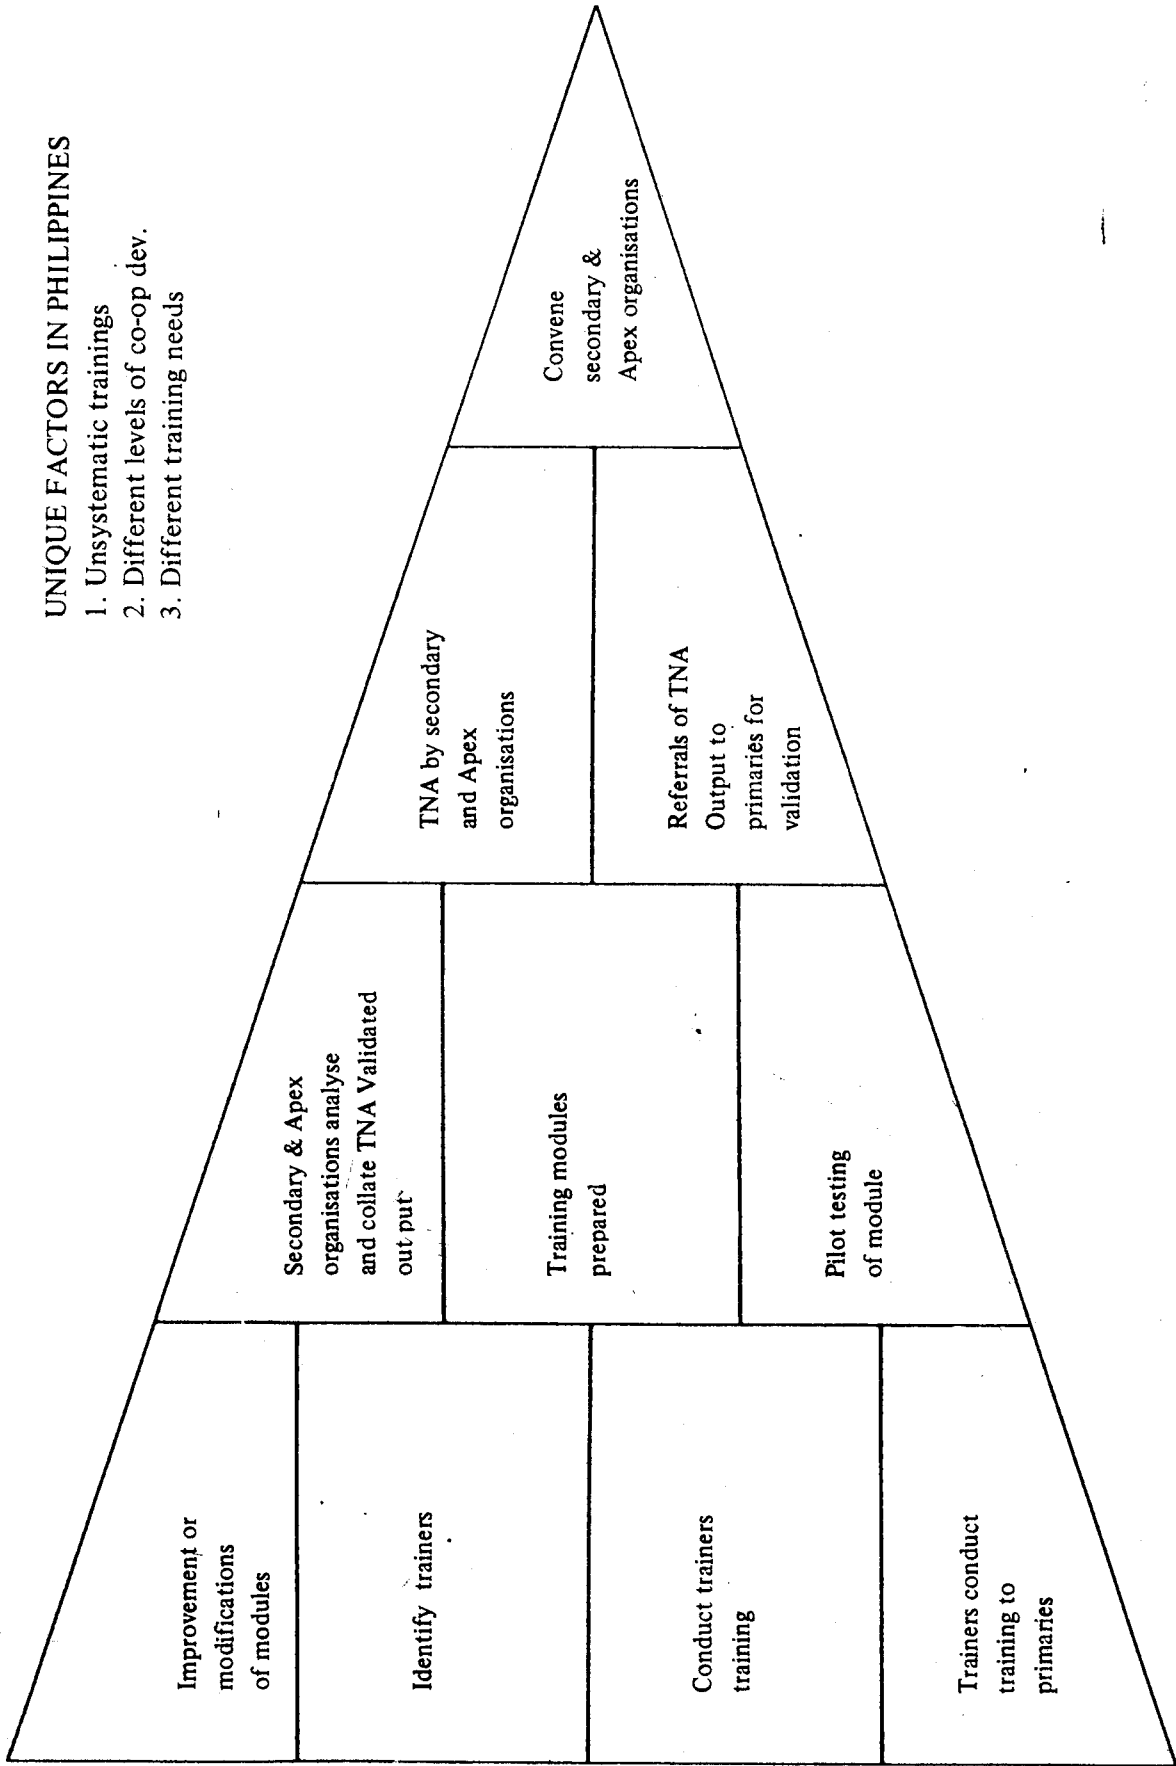 UNIQUE FACTORS IN PHILIPPINES
1. Unsystematic trainings
2. Different levels of co-op dev.
3. Different training needs
Convene
secondary &
Apex organisations
TNA by secondary
and Apex
organisations
Referrals of TNA
Output to
primaries for
validation
Secondary & Apex
organisations analyse
and collate TNA Validated
output
Training modules
prepared
Pilot testing
of module
Improvement or
modifications
of modules
Identify trainers
Conduct trainers
training
Trainers conduct
training to
primaries